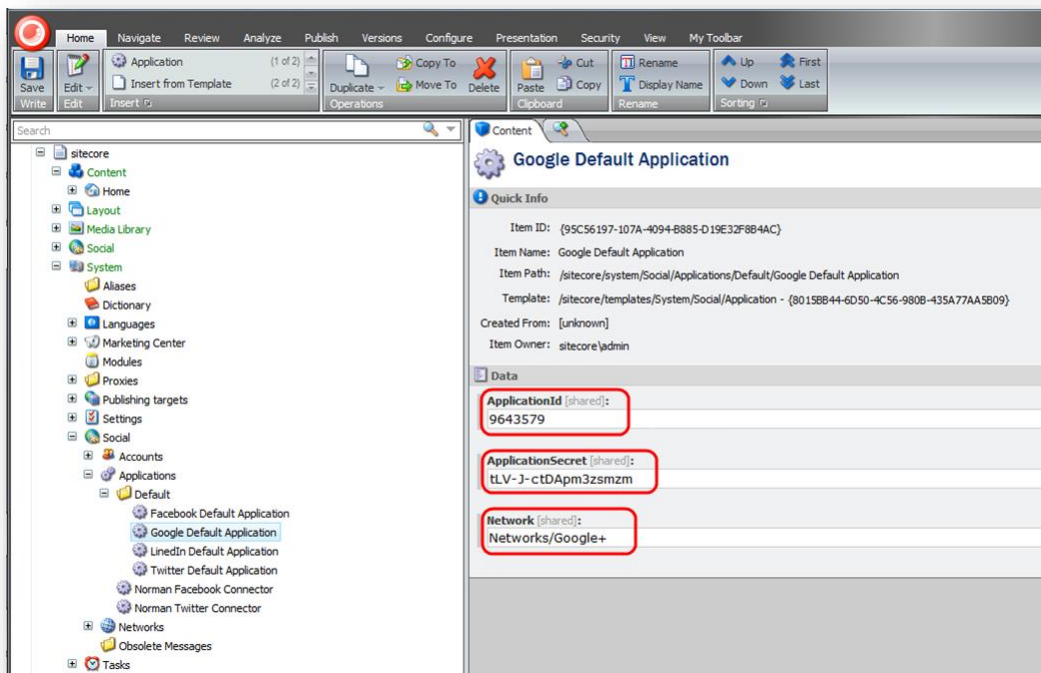 Home Navigate Review Analyze Publish Versions Configure Presentation Security View My Toolbar
Save
Write
Edit
Edit
Application (1 of 2)
Insert from Template (2 of 2)
Insert
Duplicate
Copy To
Move To
Delete
Operations
Paste
Cut
Copy
Clipboard
Rename
Display Name
Rename
Up First
Down Last
Sorting
Search
sitecore
Content
Home
Layout
Media Library
Social
System
Aliases
Dictionary
Languages
Marketing Center
Modules
Proxies
Publishing targets
Settings
Social
Accounts
Applications
Default
Facebook Default Application
Google Default Application
LinedIn Default Application
Twitter Default Application
Norman Facebook Connector
Norman Twitter Connector
Networks
Obsolete Messages
Tasks
Content
Google Default Application
Quick Info
Item ID: {95C56197-107A-4094-B885-D19E32F8B4AC}
Item Name: Google Default Application
Item Path: /sitecore/system/Social/Applications/Default/Google Default Application
Template: /sitecore/templates/System/Social/Application - {8015BB44-6D50-4C56-980B-435A77AA5B09}
Created From: [unknown]
Item Owner: sitecore\admin
Data
ApplicationId [shared]:
9643579
ApplicationSecret [shared]:
tLV-J-ctDApm3zsmzm
Network [shared]:
Networks/Google+